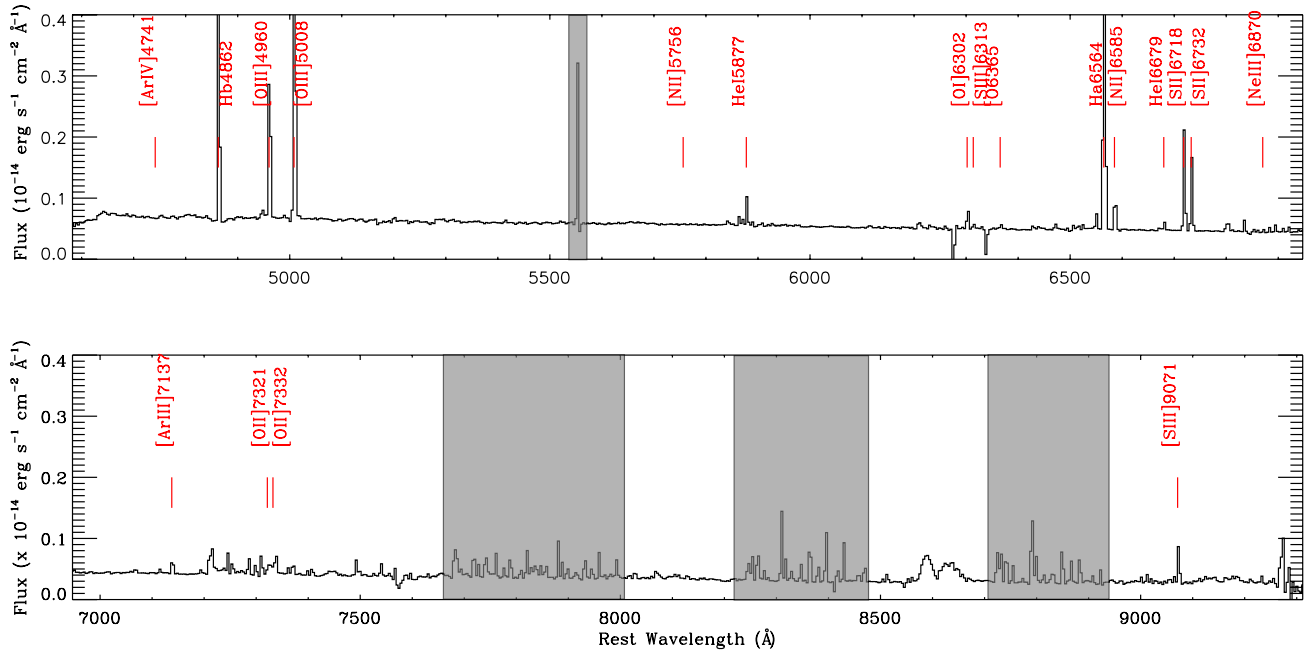 Flux (10⁻¹⁴ erg s⁻¹ cm⁻² Å⁻¹)
0.4
0.3
0.2
0.1
0.0
[ArIV]4741
Hb4862
[OIII]4960
[OIII]5008
[NII]5756
HeI5877
[OI]6302
[SIII]6313
[OI]6365
Ha6564
[NII]6585
HeI6679
[SII]6718
[SII]6732
[NeIII]6870
5000
5500
6000
6500
Flux (x 10⁻¹⁴ erg s⁻¹ cm⁻² Å⁻¹)
0.4
0.3
0.2
0.1
0.0
[ArIII]7137
[OII]7321
[OII]7332
[SIII]9071
7000
7500
8000
8500
9000
Rest Wavelength (Å)